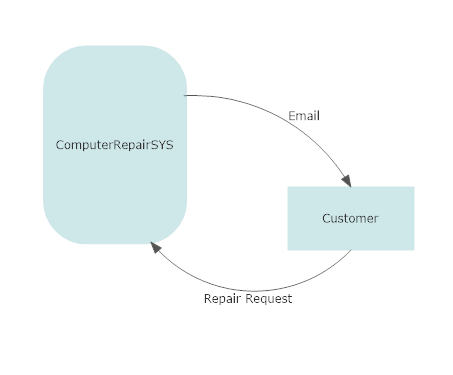 Email
ComputerRepairSYS
Customer
Repair Request